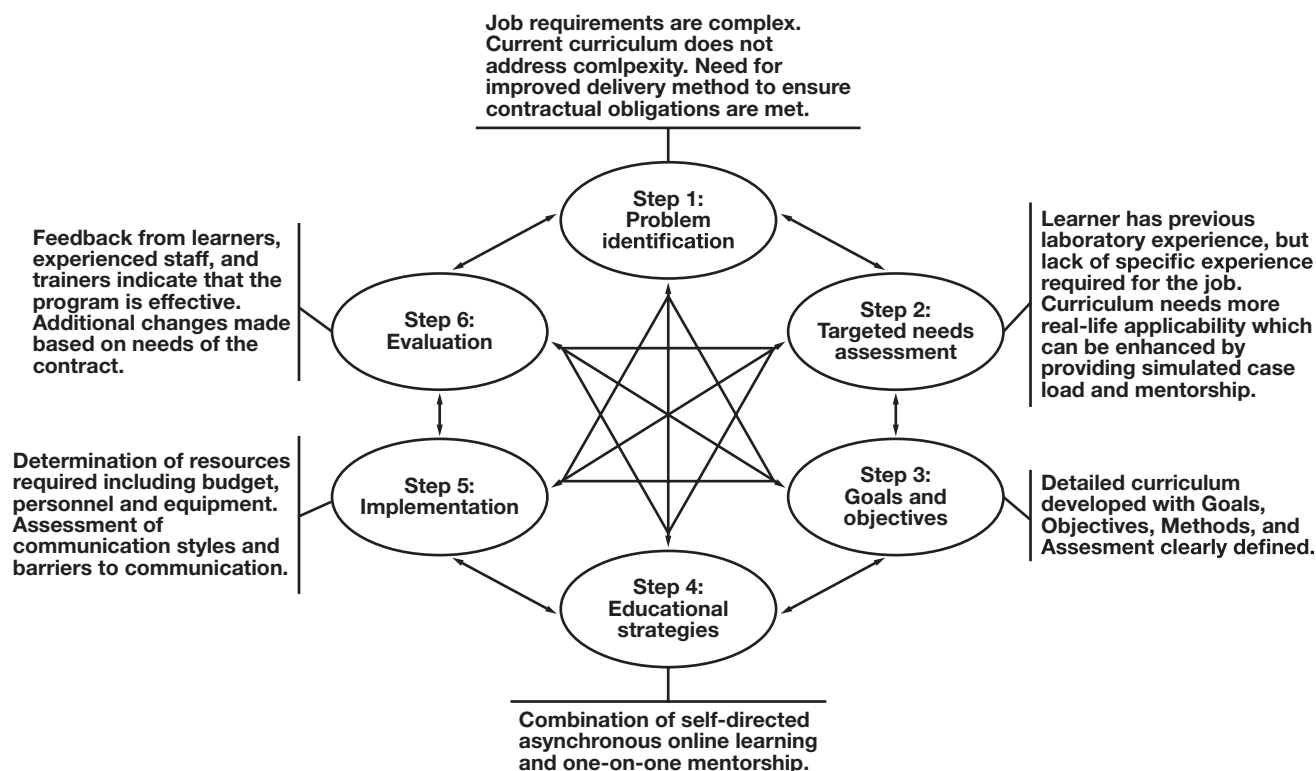 Job requirements are complex.
Current curriculum does not
address comlpexity. Need for
improved delivery method to ensure
contractual obligations are met.
Step 1:
Problem
identification
Learner has previous
laboratory experience, but
lack of specific experience
required for the job.
Curriculum needs more
real-life applicability which
can be enhanced by
providing simulated case
load and mentorship.
Step 2:
Targeted needs
assessment
Step 3:
Goals and
objectives
Detailed curriculum
developed with Goals,
Objectives, Methods, and
Assesment clearly defined.
Step 4:
Educational
strategies
Combination of self-directed
asynchronous online learning
and one-on-one mentorship.
Step 5:
Implementation
Determination of resources
required including budget,
personnel and equipment.
Assessment of
communication styles and
barriers to communication.
Step 6:
Evaluation
Feedback from learners,
experienced staff, and
trainers indicate that the
program is effective.
Additional changes made
based on needs of the
contract.